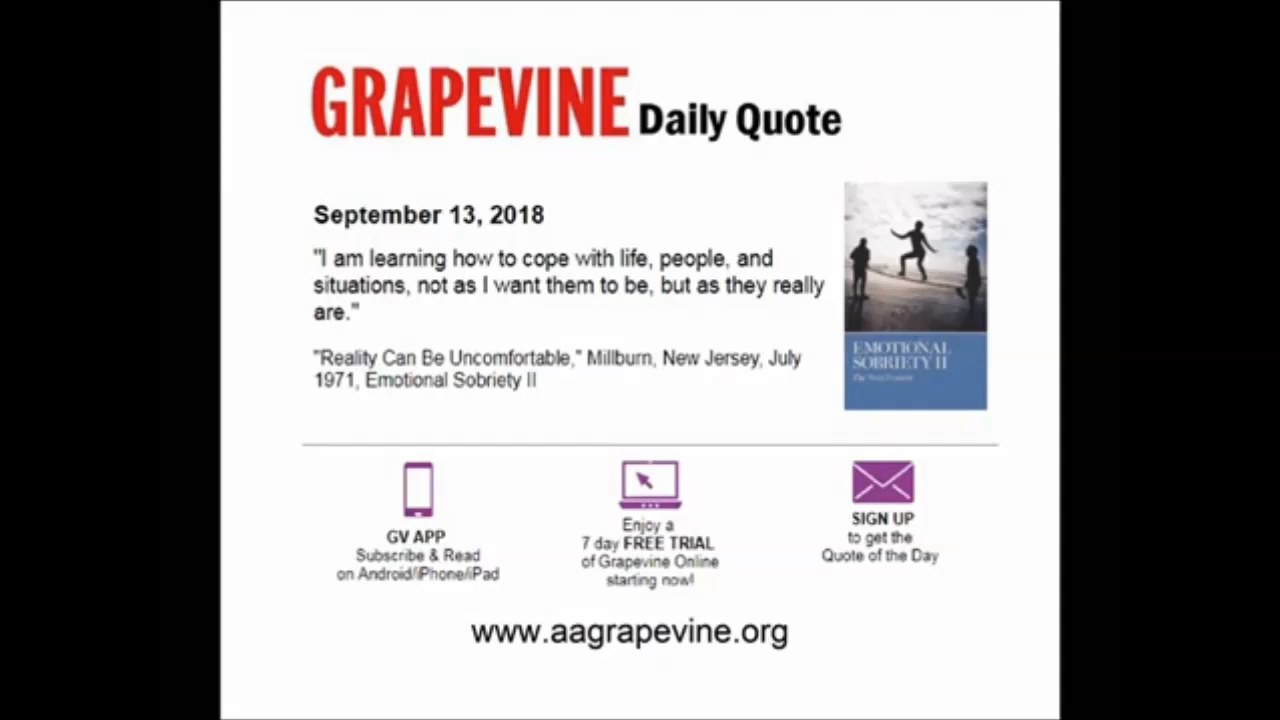 GRAPEVINE Daily Quote
September 13, 2018
"I am learning how to cope with life, people, and
situations, not as I want them to be, but as they really
are."
"Reality Can Be Uncomfortable," Millburn, New Jersey, July
1971, Emotional Sobriety II
EMOTIONAL
SOBRIETY II
GV APP
Subscribe & Read
on Android/iPhone/iPad
Enjoy a
7 day FREE TRIAL
of Grapevine Online
starting now!
SIGN UP
to get the
Quote of the Day
www.aagrapevine.org